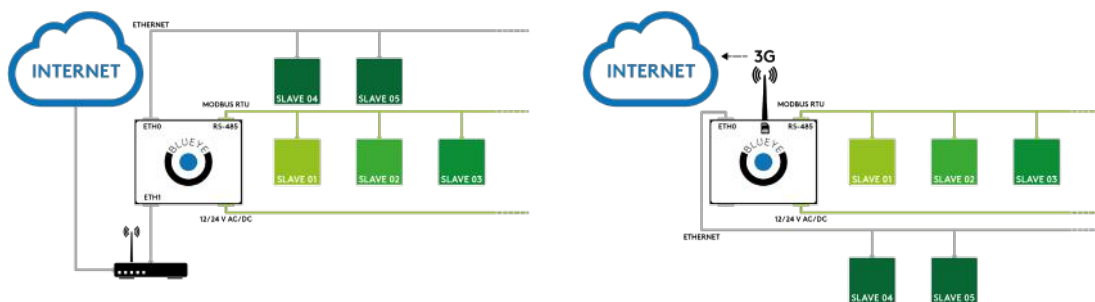 ETHERNET
INTERNET
SLAVE 04
SLAVE 05
MODBUS RTU
ETH0
RS-485
BLUEYE
SLAVE 01
SLAVE 02
SLAVE 03
ETH1
12/24 V AC/DC
3G
INTERNET
MODBUS RTU
ETH0
RS-485
BLUEYE
SLAVE 01
SLAVE 02
SLAVE 03
12/24 V AC/DC
ETHERNET
SLAVE 04
SLAVE 05